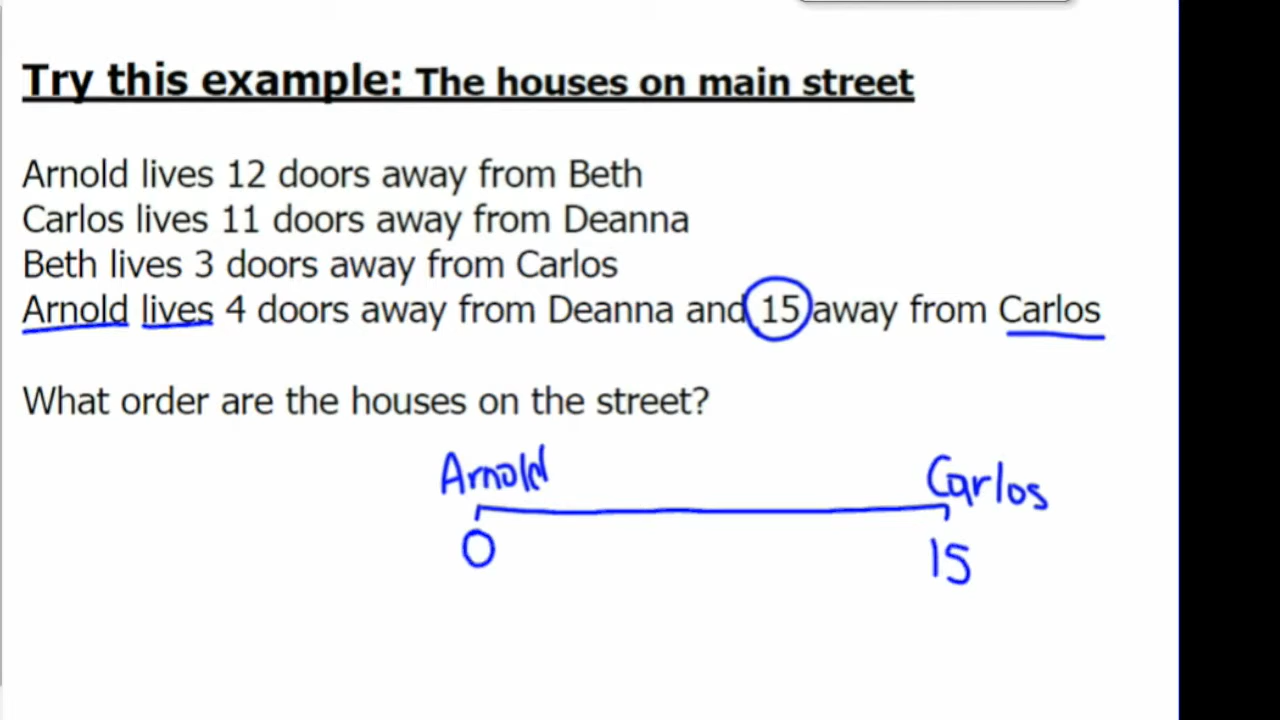 Try this example: The houses on main street
Arnold lives 12 doors away from Beth
Carlos lives 11 doors away from Deanna
Beth lives 3 doors away from Carlos
Arnold lives 4 doors away from Deanna and 15 away from Carlos
What order are the houses on the street?
Arnold Carlos
0 15